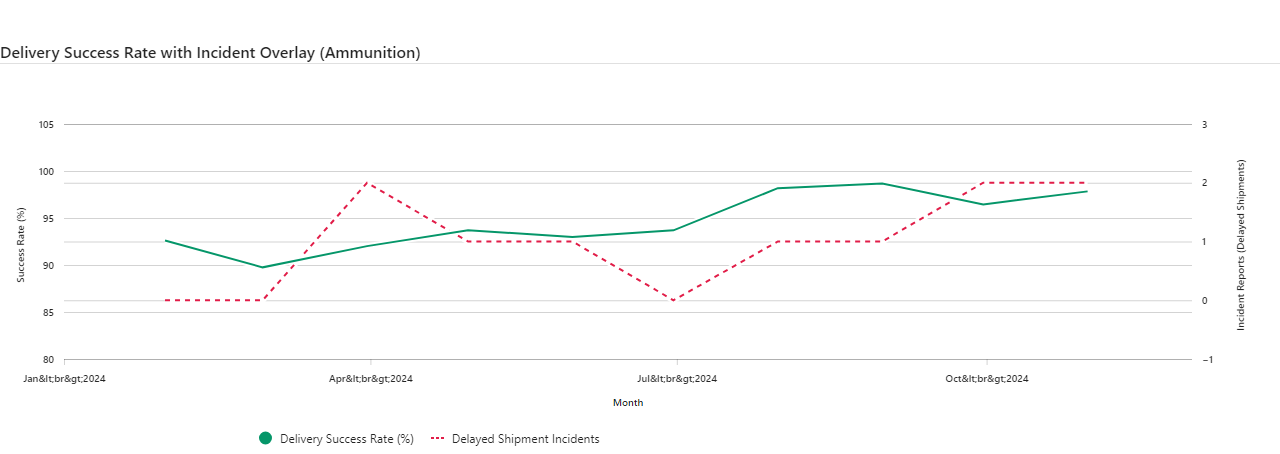 Delivery Success Rate with Incident Overlay (Ammunition)
105
100
95
90
85
80
Success Rate (%)
3
2
1
0
−1
Incident Reports (Delayed Shipments)
Jan&lt;br&gt;2024
Apr&lt;br&gt;2024
Jul&lt;br&gt;2024
Oct&lt;br&gt;2024
Month
Delivery Success Rate (%)
Delayed Shipment Incidents